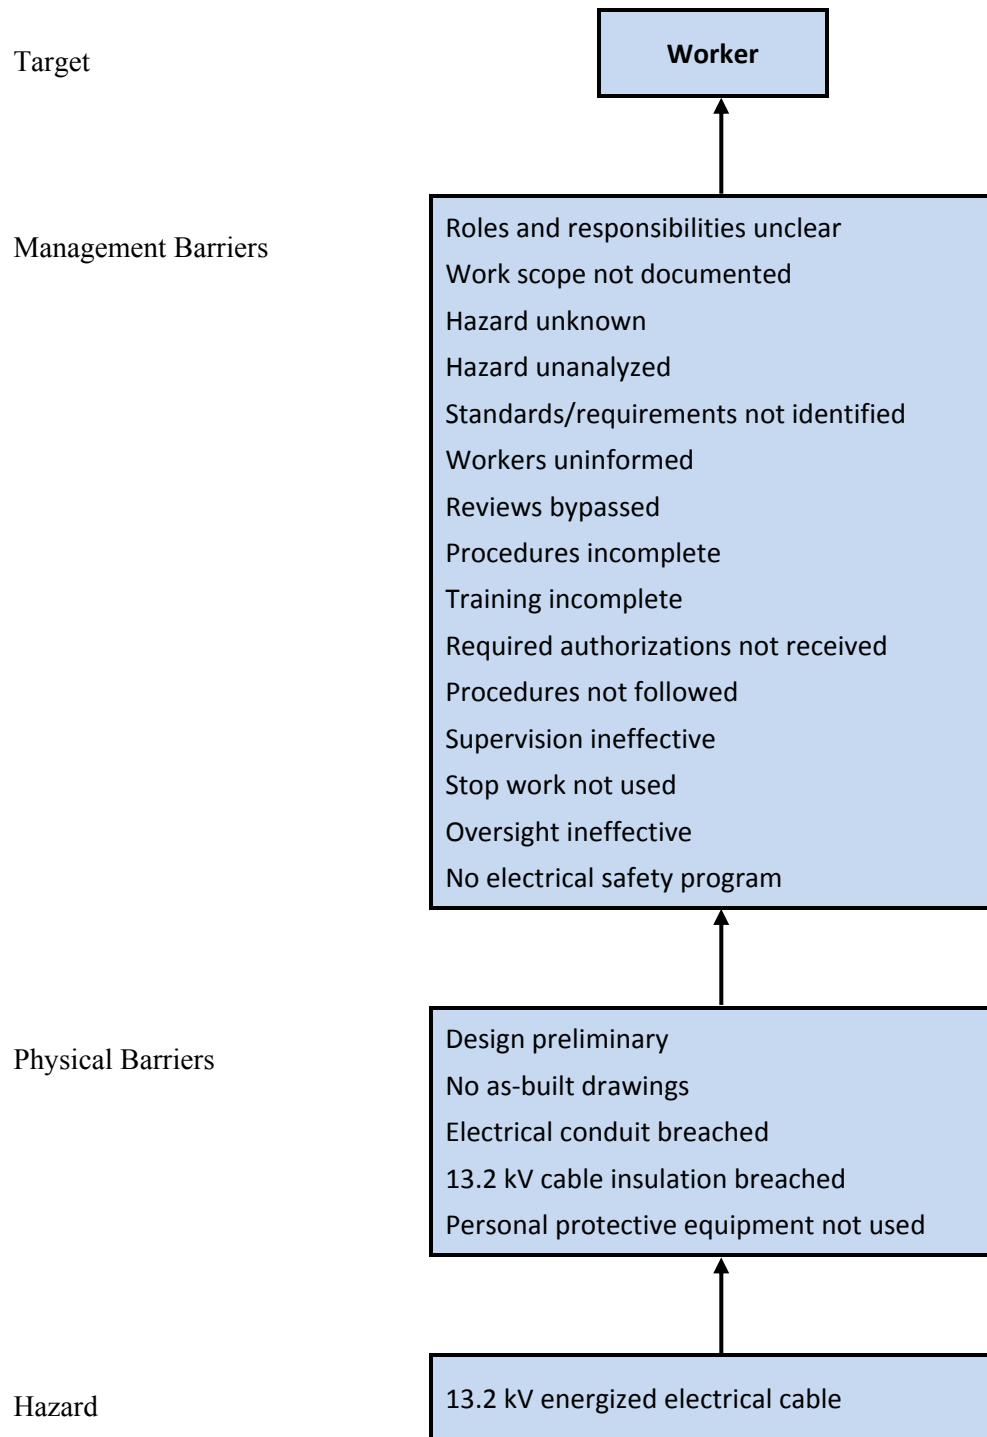 Target
Worker
Management Barriers
Roles and responsibilities unclear
Work scope not documented
Hazard unknown
Hazard unanalyzed
Standards/requirements not identified
Workers uninformed
Reviews bypassed
Procedures incomplete
Training incomplete
Required authorizations not received
Procedures not followed
Supervision ineffective
Stop work not used
Oversight ineffective
No electrical safety program
Physical Barriers
Design preliminary
No as-built drawings
Electrical conduit breached
13.2 kV cable insulation breached
Personal protective equipment not used
Hazard
13.2 kV energized electrical cable